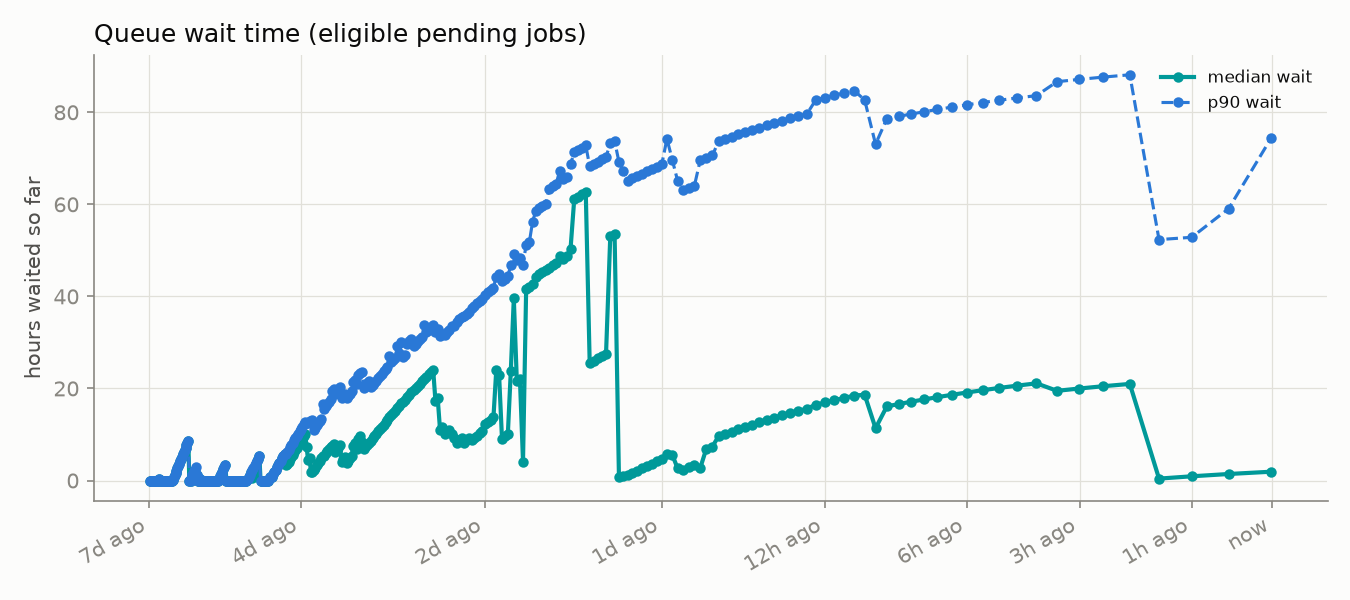 Queue wait time (eligible pending jobs)
median wait
p90 wait
hours waited so far
80
60
40
20
0
7d ago
4d ago
2d ago
1d ago
12h ago
6h ago
3h ago
1h ago
now